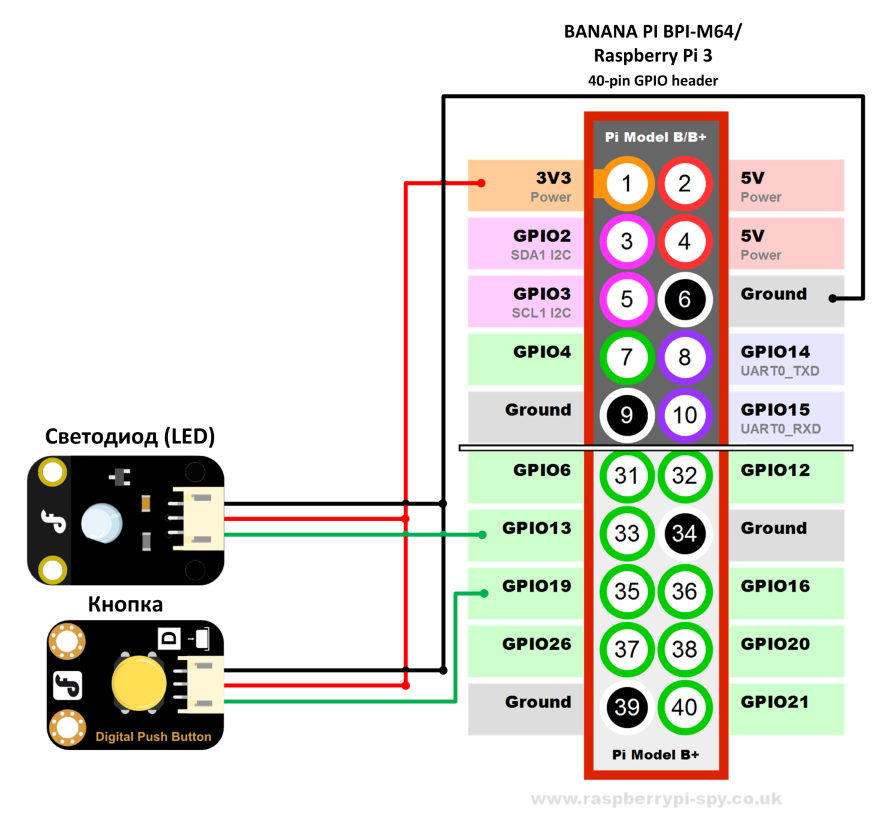 BANANA PI BPI-M64/
Raspberry Pi 3
40-pin GPIO header
Pi Model B/B+
3V3
Power
1
2
5V
Power
GPIO2
SDA1 I2C
3
4
5V
Power
GPIO3
SCL1 I2C
5
6
Ground
GPIO4
7
8
GPIO14
UART0_TXD
Ground
9
10
GPIO15
UART0_RXD
Светодиод (LED)
GPIO6
31
32
GPIO12
GPIO13
33
34
Ground
GPIO19
35
36
GPIO16
Кнопка
D
GPIO26
37
38
GPIO20
Ground
39
40
GPIO21
Digital Push Button
Pi Model B+
www.raspberrypi-spy.co.uk